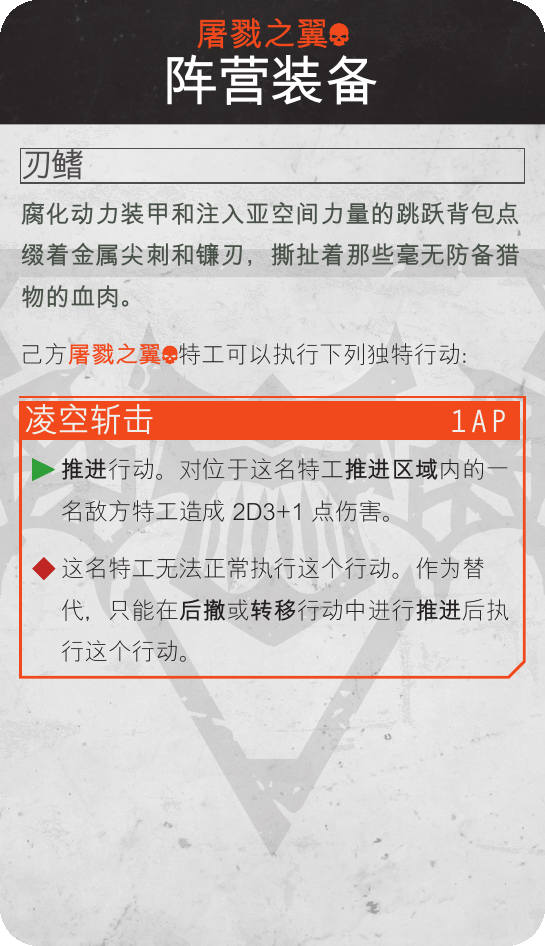 屠戮之翼
阵营装备
刃鳍
腐化动力装甲和注入亚空间力量的跳跃背包点
缀着金属尖刺和镰刃，撕扯着那些毫无防备猎
物的血肉。
己方屠戮之翼特工可以执行下列独特行动:
凌空斩击 1AP
推进行动。对位于这名特工推进区域内的一
名敌方特工造成 2D3+1 点伤害。
这名特工无法正常执行这个行动。作为替
代，只能在后撤或转移行动中进行推进后执
行这个行动。